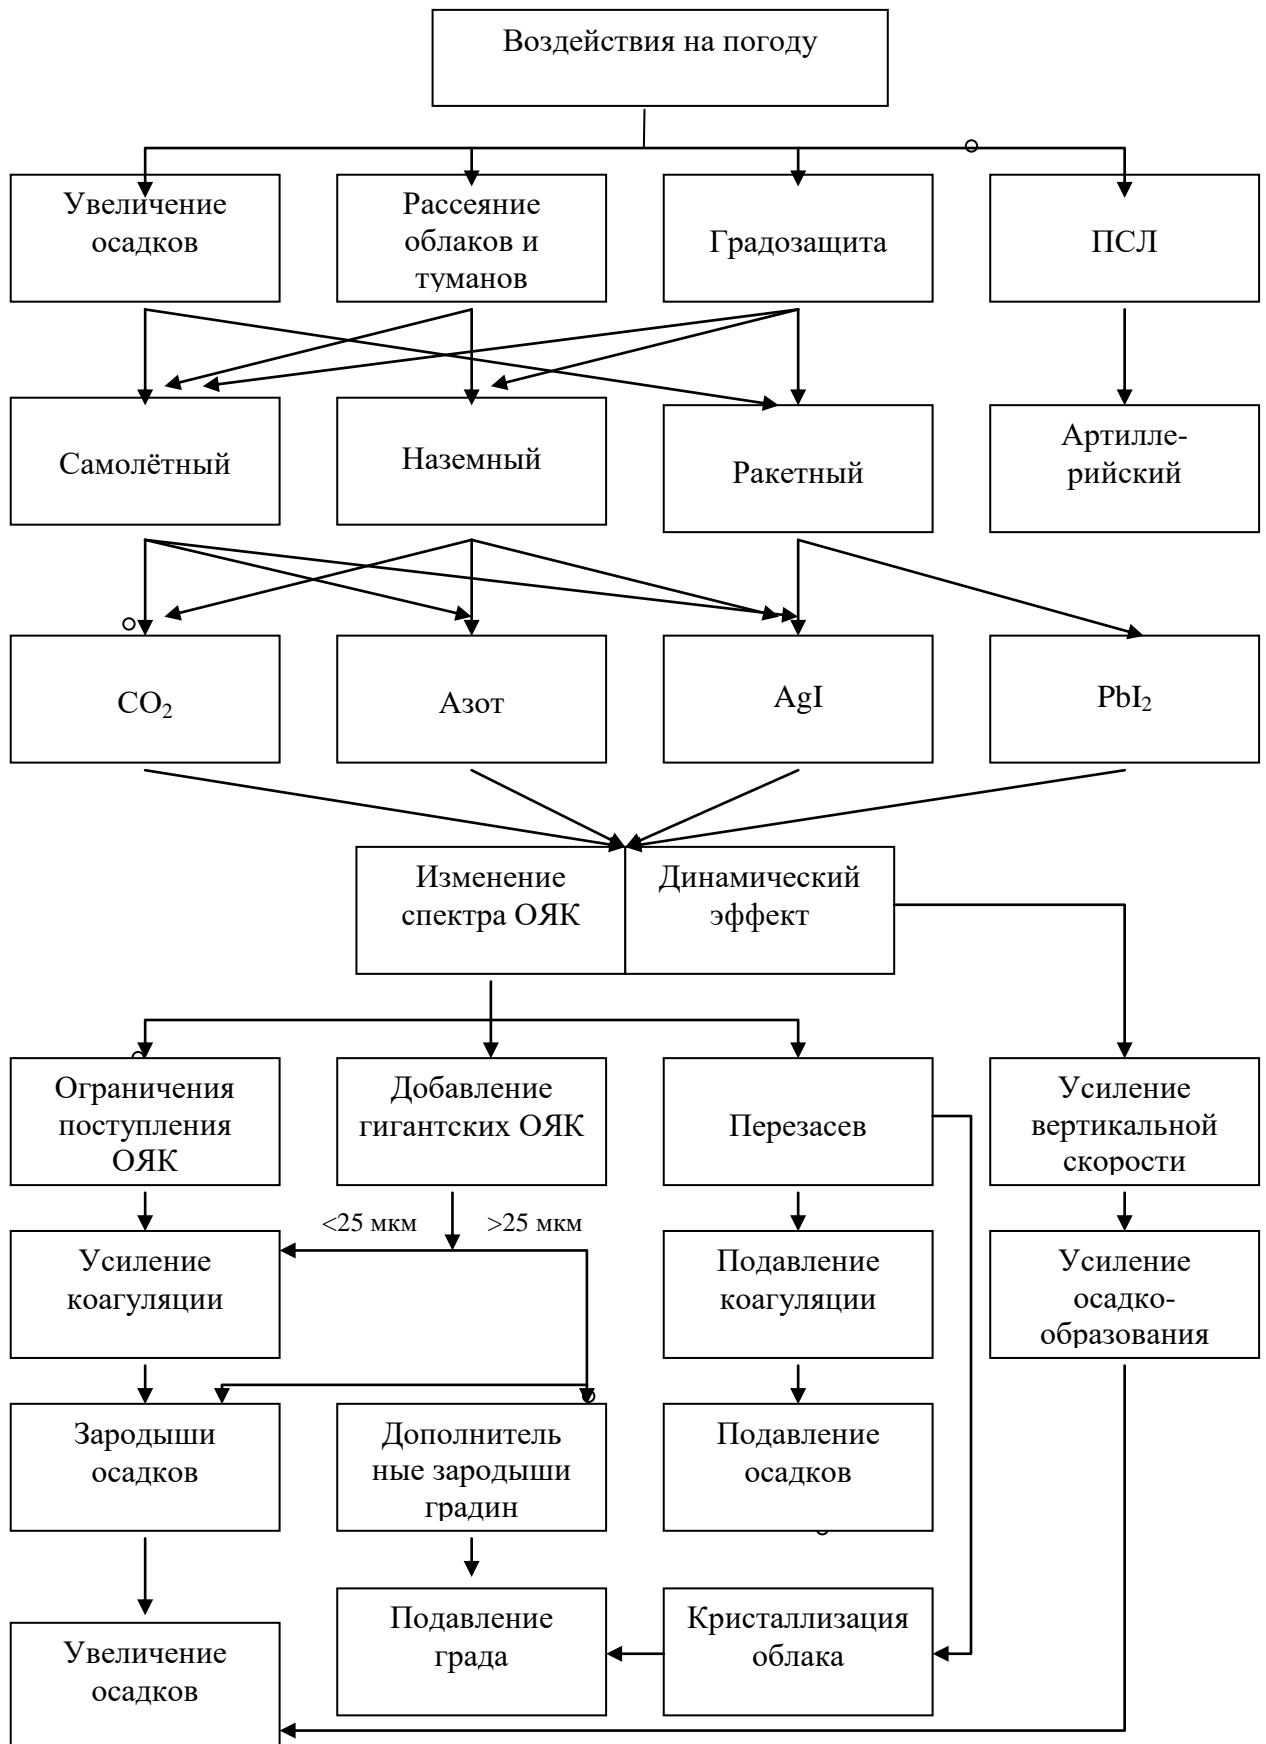 Воздействия на погоду
Увеличение
осадков
Рассеяние
облаков и
туманов
Градозащита
ПСЛ
Самолётный
Наземный
Ракетный
Артилле-
рийский
CO₂
Азот
AgI
PbI₂
Изменение
спектра ОЯК
Динамический
эффект
Ограничения
поступления
ОЯК
Добавление
гигантских ОЯК
Перезасев
Усиление
вертикальной
скорости
<25 мкм
>25 мкм
Усиление
коагуляции
Подавление
коагуляции
Усиление
осадко-
образования
Зародыши
осадков
Дополнитель
ные зародыши
градин
Подавление
осадков
Увеличение
осадков
Подавление
града
Кристаллизация
облака